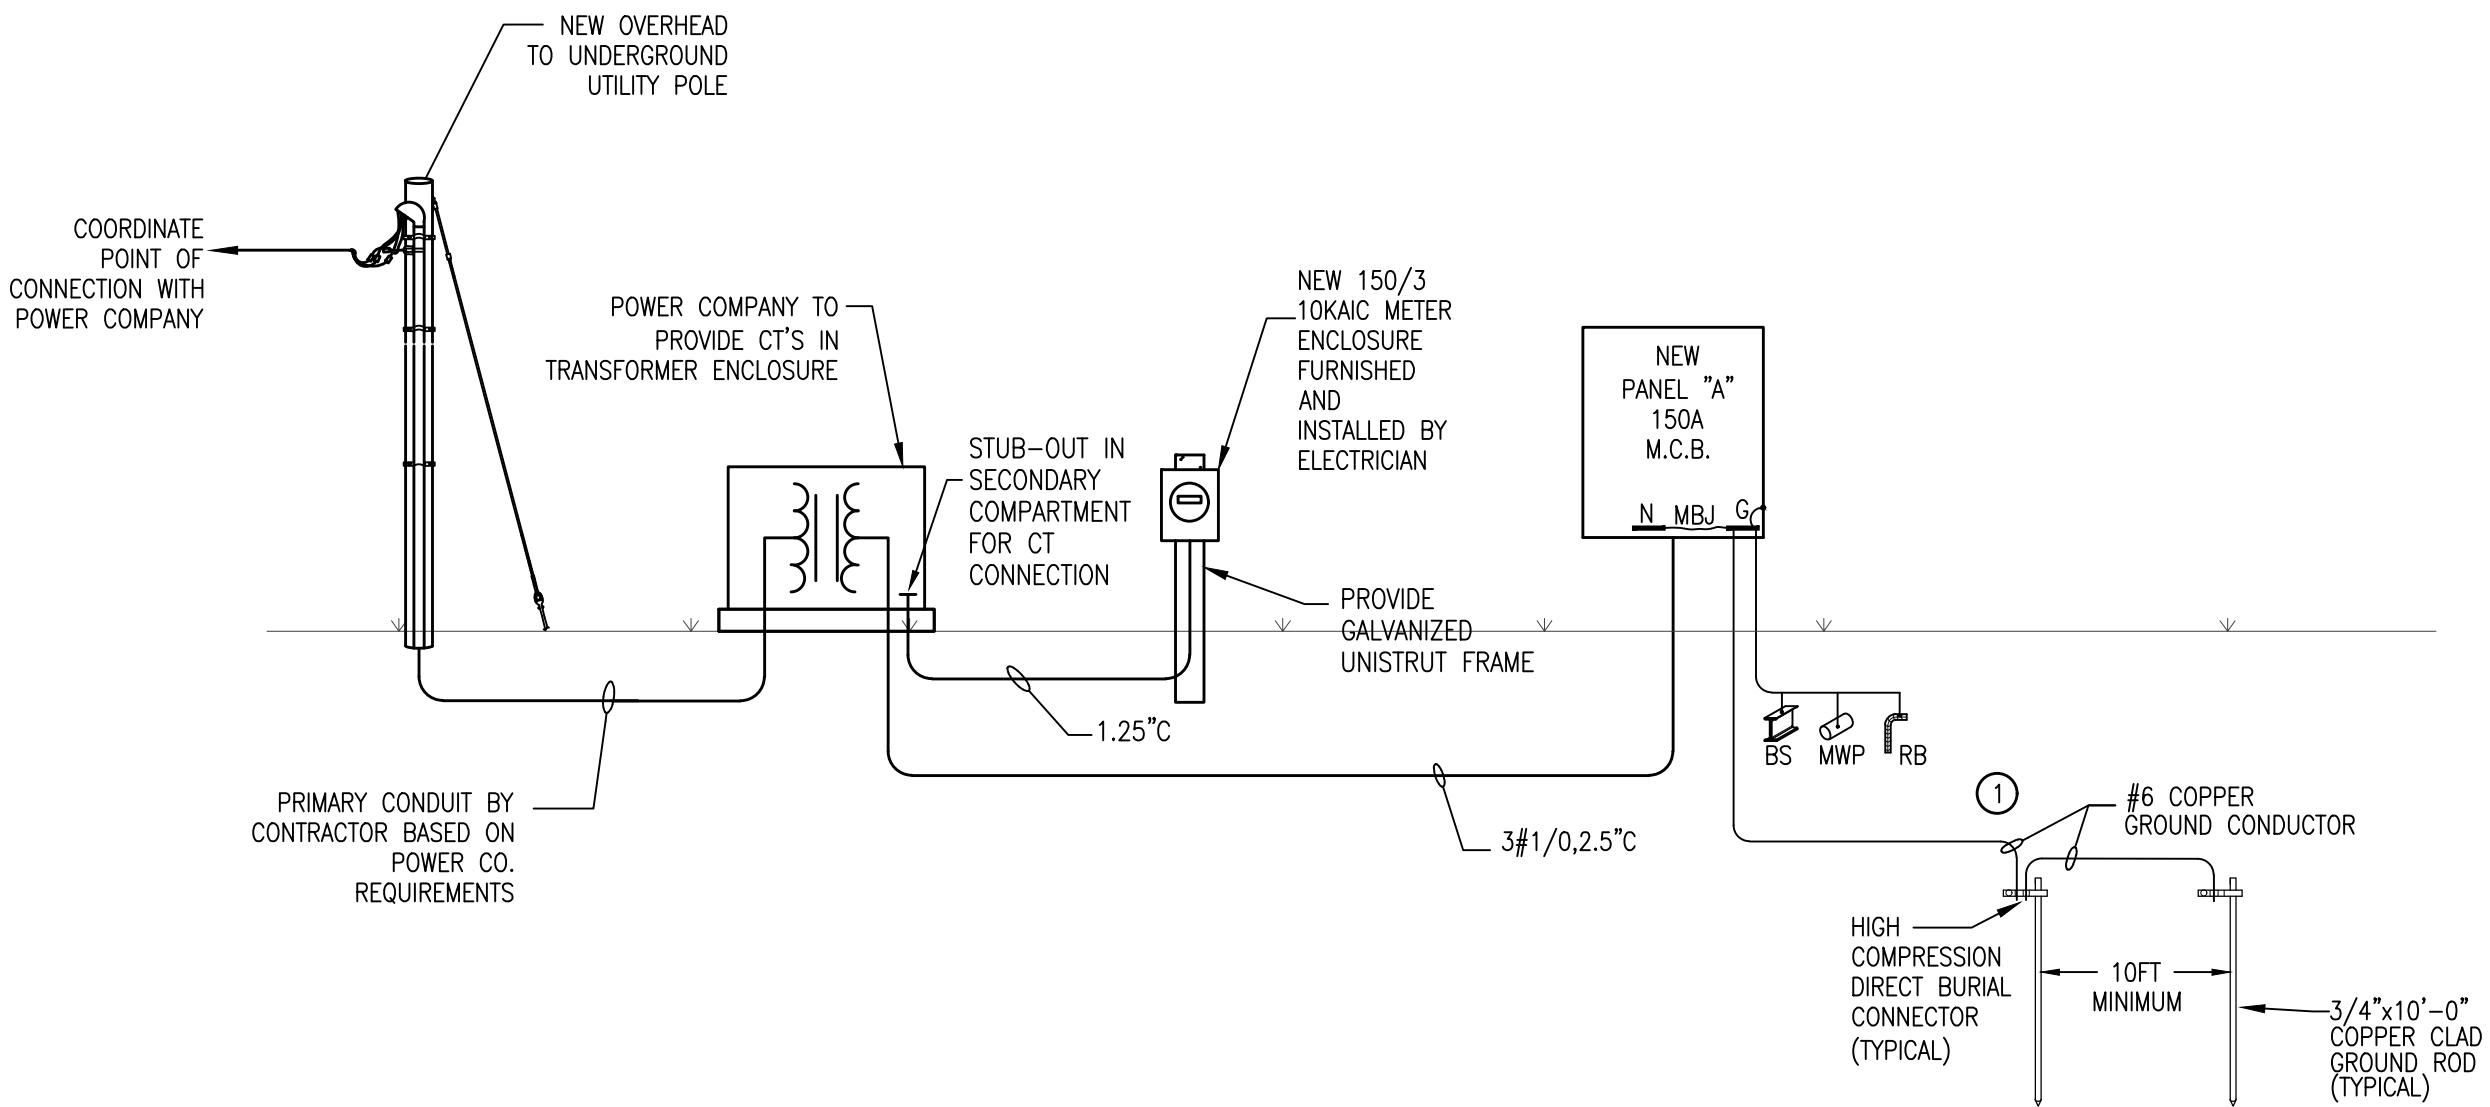 NEW OVERHEAD
TO UNDERGROUND
UTILITY POLE
COORDINATE
POINT OF
CONNECTION WITH
POWER COMPANY
POWER COMPANY TO
PROVIDE CT'S IN
TRANSFORMER ENCLOSURE
STUB-OUT IN
SECONDARY
COMPARTMENT
FOR CT
CONNECTION
NEW 150/3
10KAIC METER
ENCLOSURE
FURNISHED
AND
INSTALLED BY
ELECTRICIAN
NEW
PANEL "A"
150A
M.C.B.
N MBJ G
PROVIDE
GALVANIZED
UNISTRUT FRAME
1.25"C
BS MWP RB
PRIMARY CONDUIT BY
CONTRACTOR BASED ON
POWER CO.
REQUIREMENTS
3#1/0,2.5"C
1
#6 COPPER
GROUND CONDUCTOR
HIGH
COMPRESSION
DIRECT BURIAL
CONNECTOR
(TYPICAL)
10FT
MINIMUM
3/4"x10'-0"
COPPER CLAD
GROUND ROD
(TYPICAL)